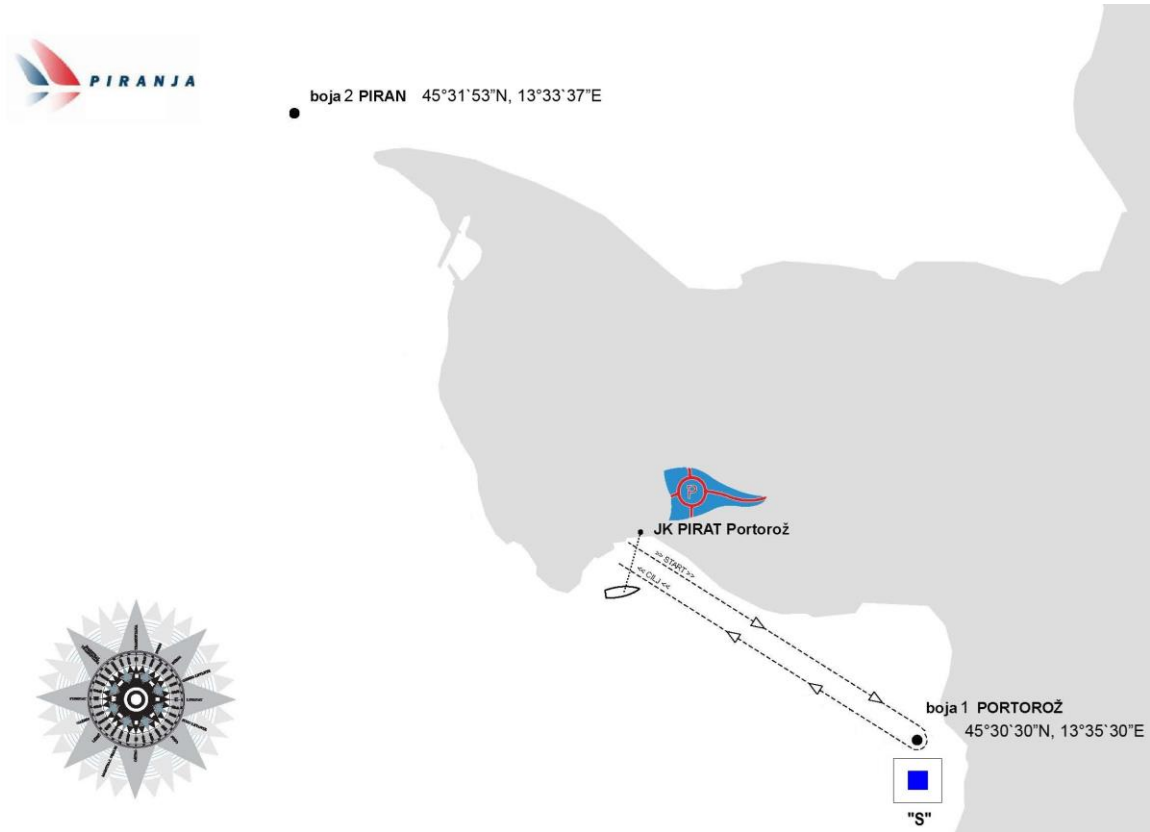 PIRANJA
boja 2 PIRAN 45°31`53”N, 13°33'37”E
P
JK PIRAT Portorož
>> START >>
<< CILJ <<
boja 1 PORTOROŽ
45°30`30”N, 13°35`30”E
"S"